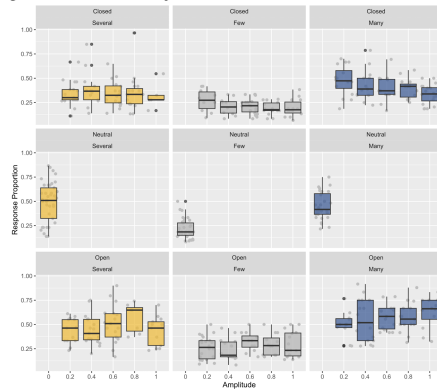 Closed
Several
Closed
Few
Closed
Many
1.00
0.75
0.50
0.25
Neutral
Several
Neutral
Few
Neutral
Many
Response Proportion
1.00
0.75
0.50
0.25
Open
Several
Open
Few
Open
Many
1.00
0.75
0.50
0.25
0 0.2 0.4 0.6 0.8 1 0 0.2 0.4 0.6 0.8 1 0 0.2 0.4 0.6 0.8 1
Amplitude